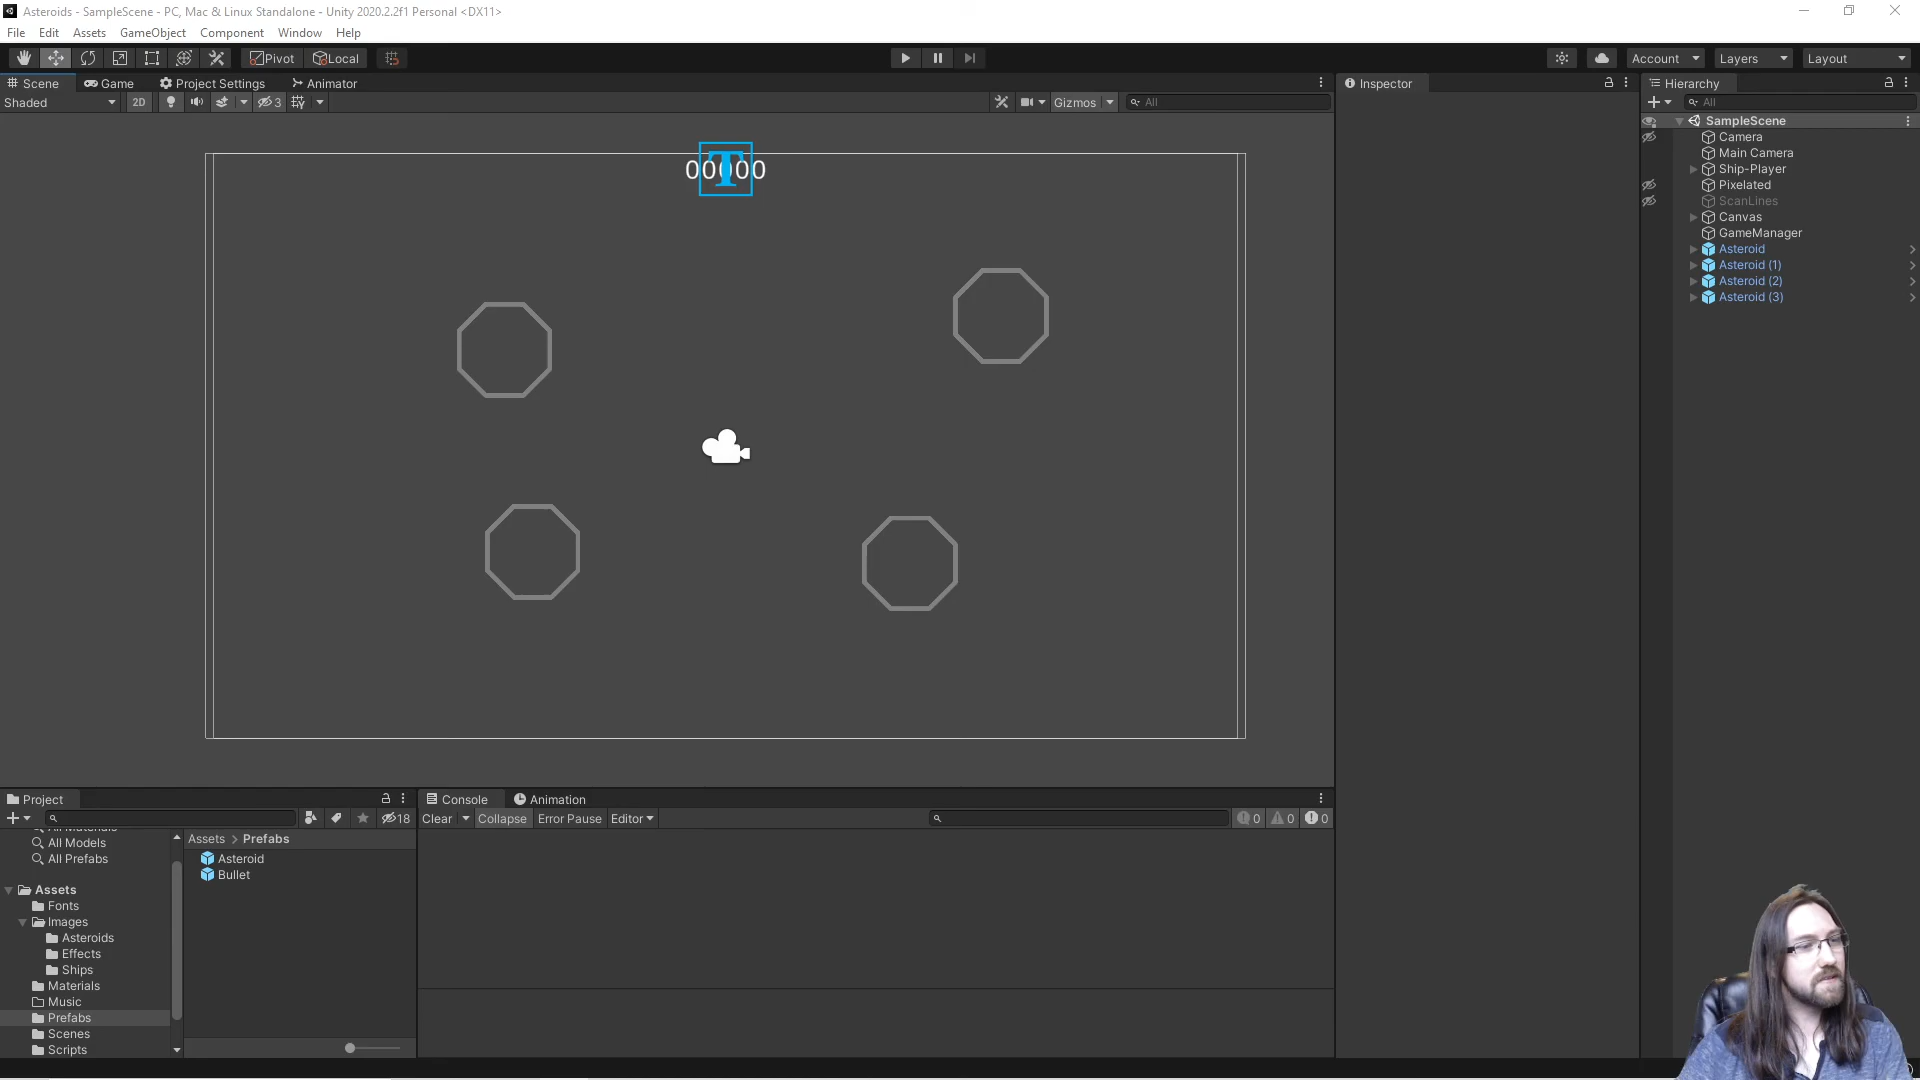 Asteroids - SampleScene - PC, Mac & Linux Standalone - Unity 2020.2.2f1 Personal <DX11>
File Edit Assets GameObject Component Window Help
Pivot Local Account Layers Layout
Scene Game Project Settings Animator
Inspector
Hierarchy
Shaded 2D 3 Gizmos All
All
SampleScene
Camera
Main Camera
Ship-Player
Pixelated
ScanLines
Canvas
GameManager
Asteroid
Asteroid (1)
Asteroid (2)
Asteroid (3)
00000
T
Project
Console Animation
18
Clear Collapse Error Pause Editor 0 0 0
All Materials
All Models
All Prefabs
Assets
Fonts
Images
Asteroids
Effects
Ships
Materials
Music
Prefabs
Scenes
Scripts
Assets > Prefabs
Asteroid
Bullet